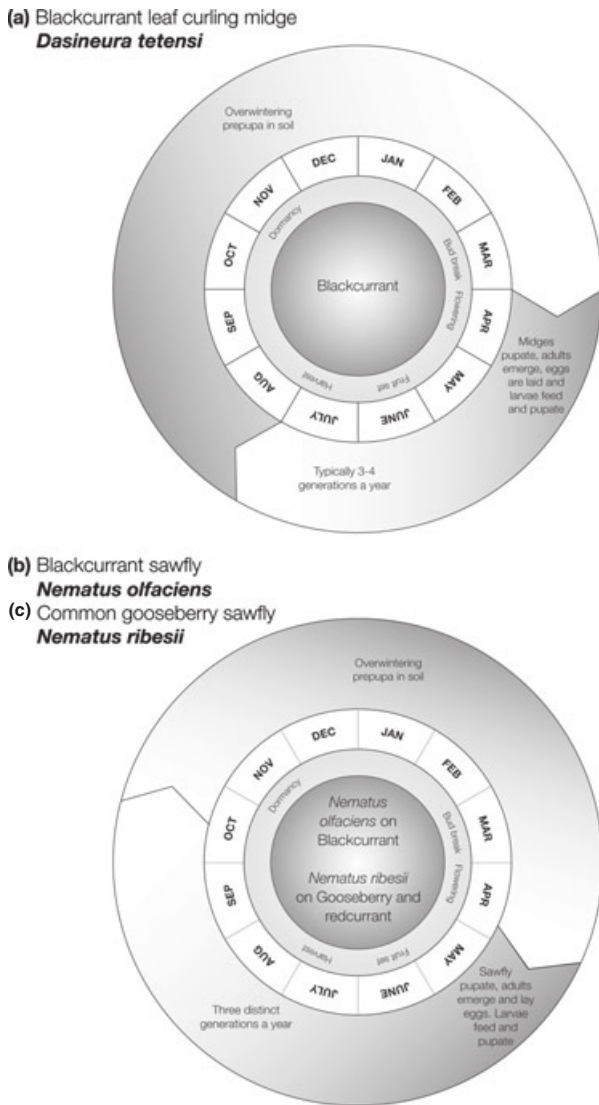 (a) Blackcurrant leaf curling midge
Dasineura tetensi
Overwintering
prepupa in soil
DEC
JAN
NOV
FEB
OCT
MAR
SEP
APR
AUG
MAY
JULY
JUNE
Dormancy
Bud break
Flowering
Fruit set
Harvest
Blackcurrant
Midges
pupate, adults
emerge, eggs
are laid and
larvae feed
and pupate
Typically 3-4
generations a year
(b) Blackcurrant sawfly
Nematus olfaciens
(c) Common gooseberry sawfly
Nematus ribesii
Overwintering
prepupa in soil
DEC
JAN
NOV
FEB
OCT
MAR
SEP
APR
AUG
MAY
JULY
JUNE
Dormancy
Bud break
Flowering
Fruit set
Harvest
Nematus
olfaciens on
Blackcurrant
Nematus ribesii
on Gooseberry and
redcurrant
Sawfly
pupate, adults
emerge and lay
eggs. Larvae
feed and
pupate
Three distinct
generations a year